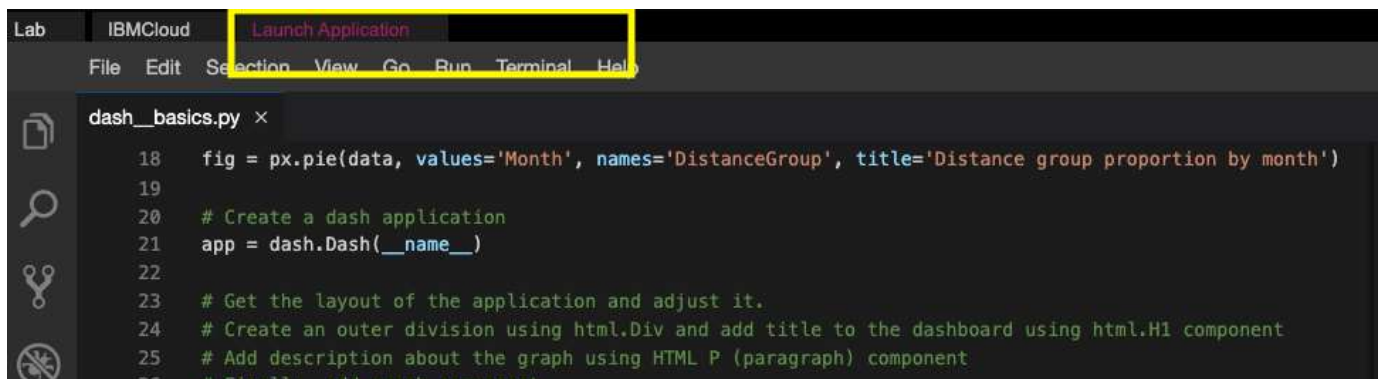 Lab IBMCloud Launch Application
File Edit Selection View Go Run Terminal Help
dash__basics.py ×
18 fig = px.pie(data, values='Month', names='DistanceGroup', title='Distance group proportion by month')
19
20 # Create a dash application
21 app = dash.Dash(__name__)
22
23 # Get the layout of the application and adjust it.
24 # Create an outer division using html.Div and add title to the dashboard using html.H1 component
25 # Add description about the graph using HTML P (paragraph) component